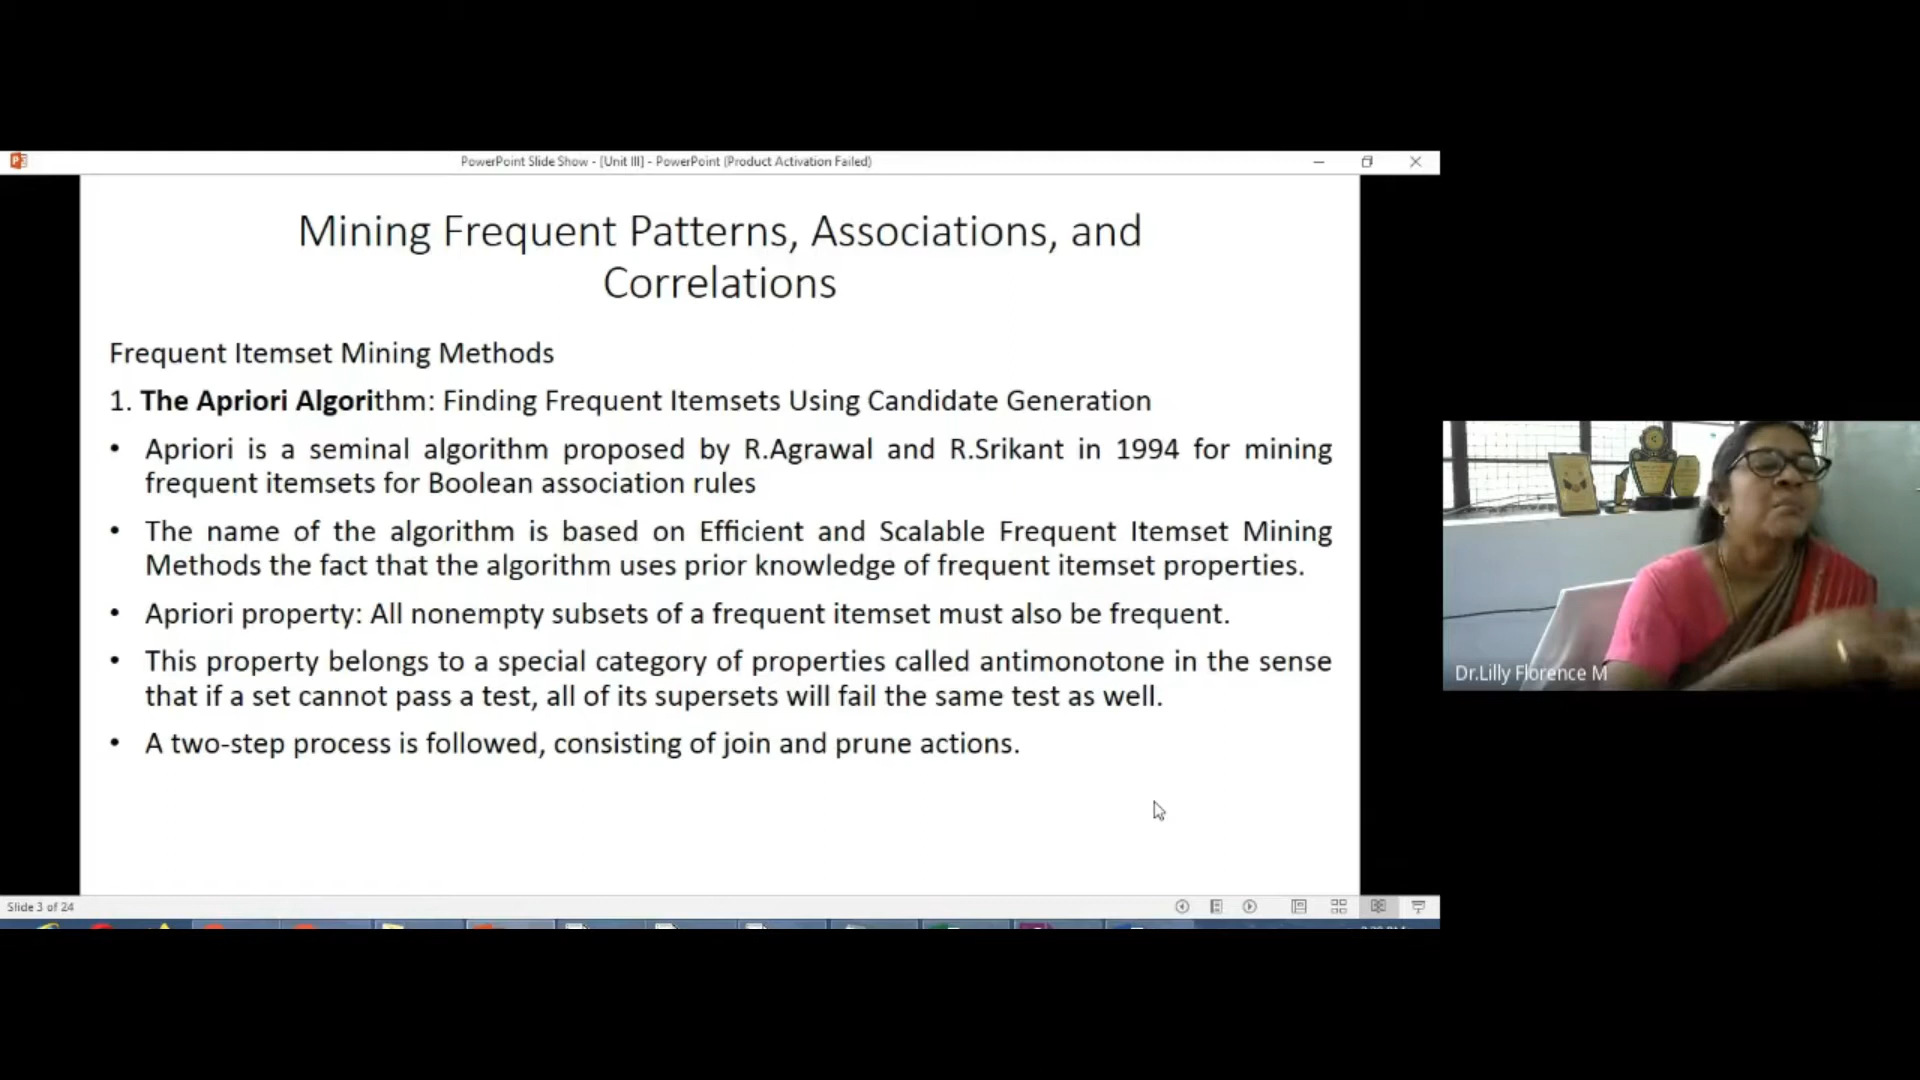 PowerPoint Slide Show - [Unit III] - PowerPoint (Product Activation Failed)
Mining Frequent Patterns, Associations, and
Correlations
Frequent Itemset Mining Methods
1. The Apriori Algorithm: Finding Frequent Itemsets Using Candidate Generation
• Apriori is a seminal algorithm proposed by R.Agrawal and R.Srikant in 1994 for mining
frequent itemsets for Boolean association rules
• The name of the algorithm is based on Efficient and Scalable Frequent Itemset Mining
Methods the fact that the algorithm uses prior knowledge of frequent itemset properties.
• Apriori property: All nonempty subsets of a frequent itemset must also be frequent.
• This property belongs to a special category of properties called antimonotone in the sense
that if a set cannot pass a test, all of its supersets will fail the same test as well.
• A two-step process is followed, consisting of join and prune actions.
Dr.Lilly Florence M
Slide 3 of 24